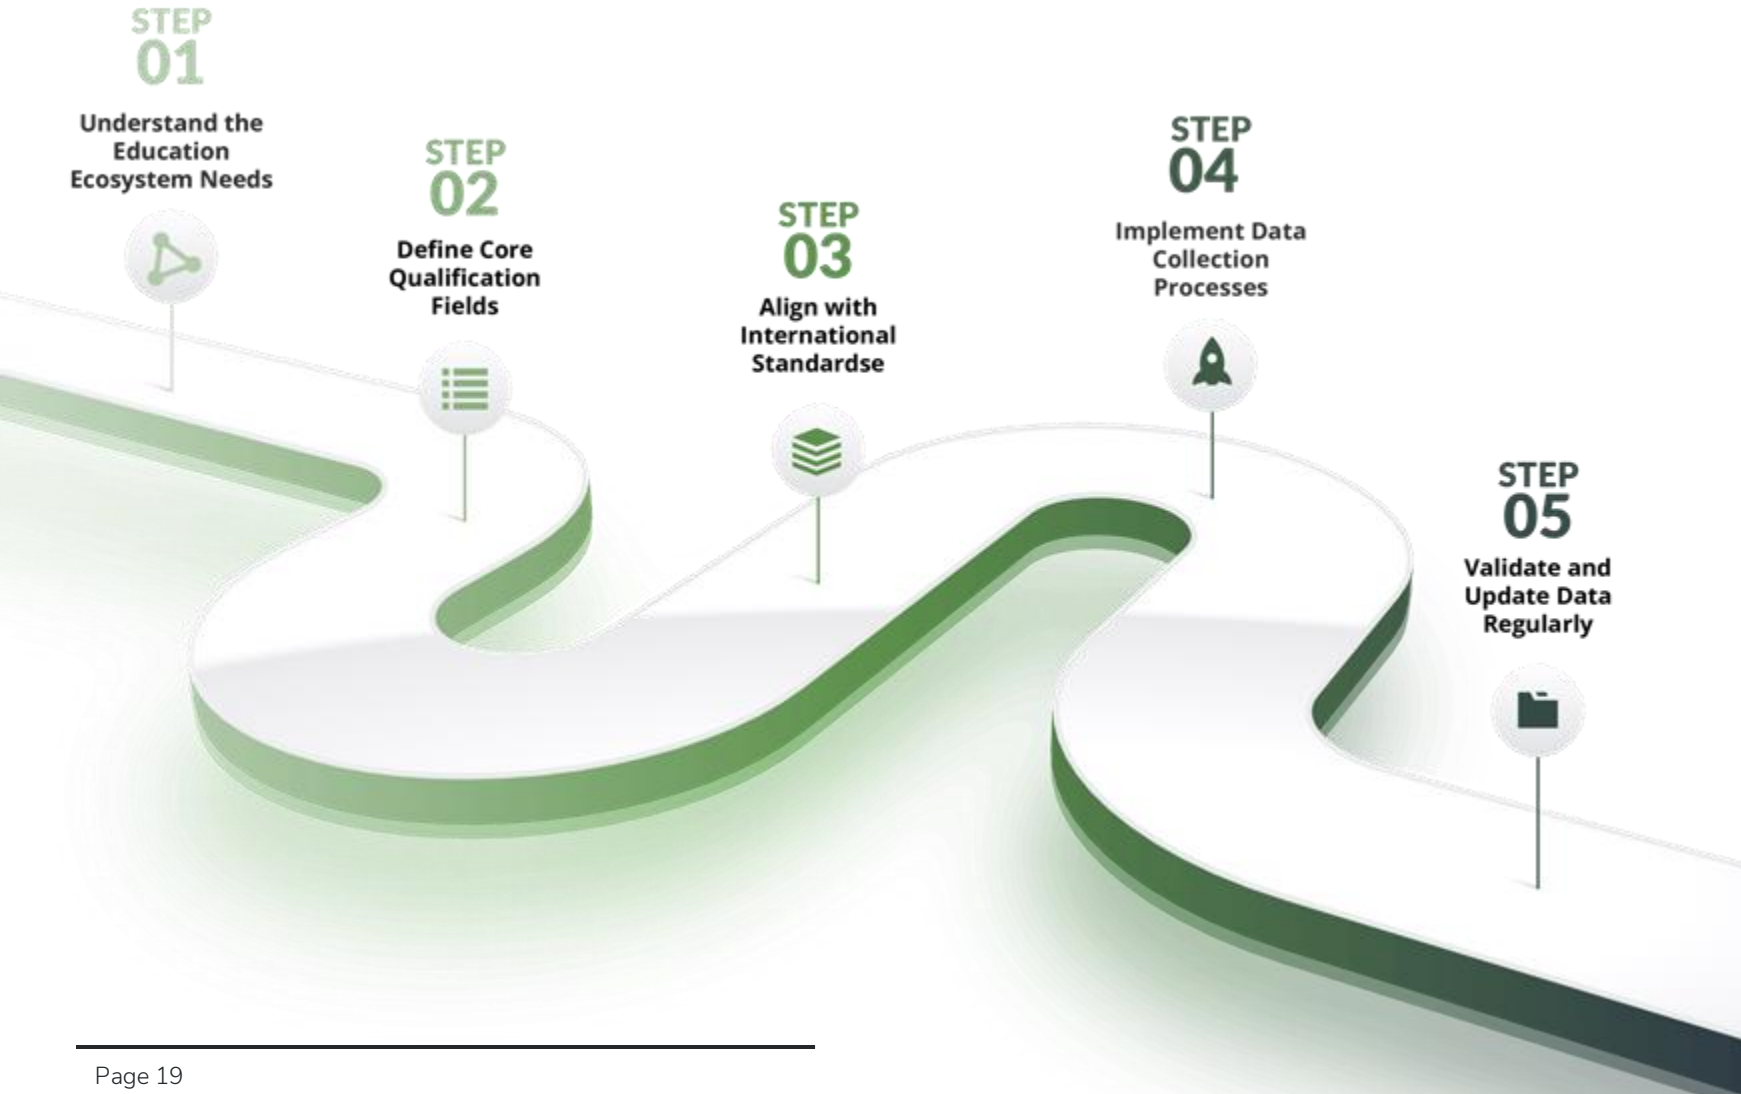 STEP
01
Understand the
Education
Ecosystem Needs
STEP
02
Define Core
Qualification
Fields
STEP
03
Align with
International
Standardse
STEP
04
Implement Data
Collection
Processes
STEP
05
Validate and
Update Data
Regularly
Page 19